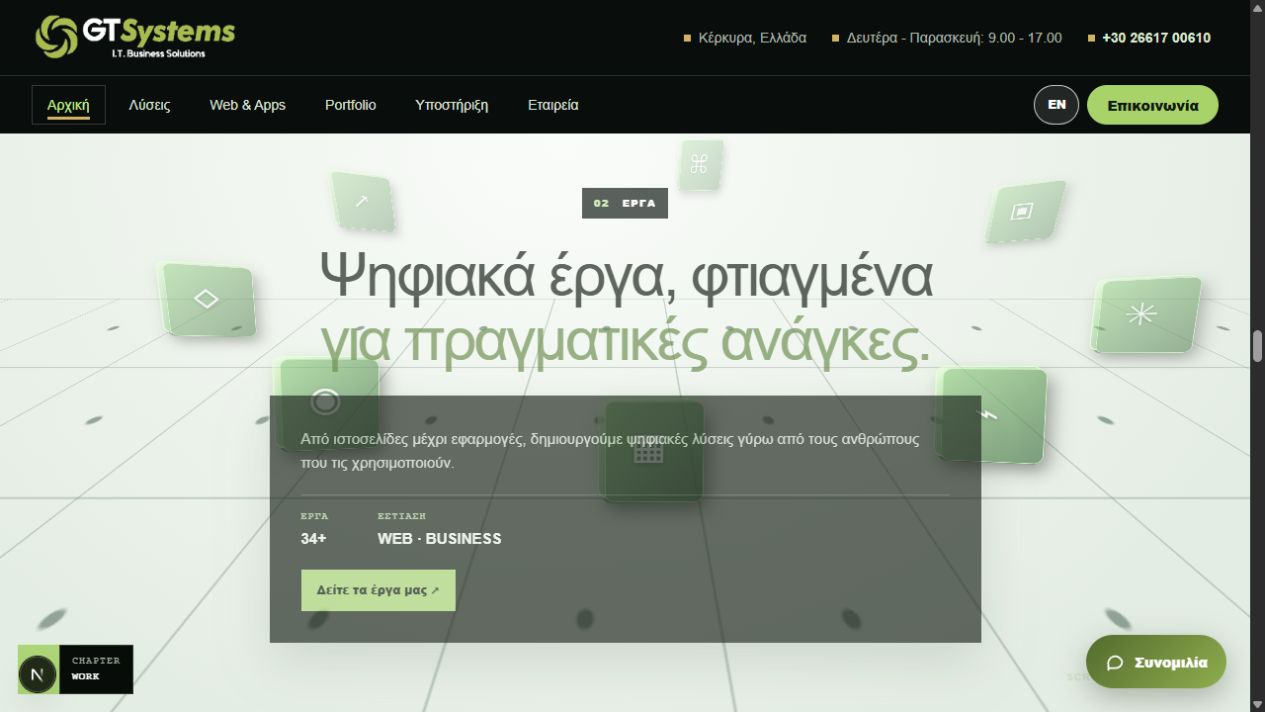 GTSystems
I.T. Business Solutions
Κέρκυρα, Ελλάδα
Δευτέρα - Παρασκευή: 9.00 - 17.00
+30 26617 00610
Αρχική
Λύσεις
Web & Apps
Portfolio
Υποστήριξη
Εταιρεία
EN
Επικοινωνία
02 ΕΡΓΑ
Ψηφιακά έργα, φτιαγμένα
για πραγματικές ανάγκες.
Από ιστοσελίδες μέχρι εφαρμογές, δημιουργούμε ψηφιακές λύσεις γύρω από τους ανθρώπους
που τις χρησιμοποιούν.
ΕΡΓΑ
34+
ΕΣΤΙΑΣΗ
WEB · BUSINESS
Δείτε τα έργα μας ↗
N
CHAPTER
WORK
Συνομιλία